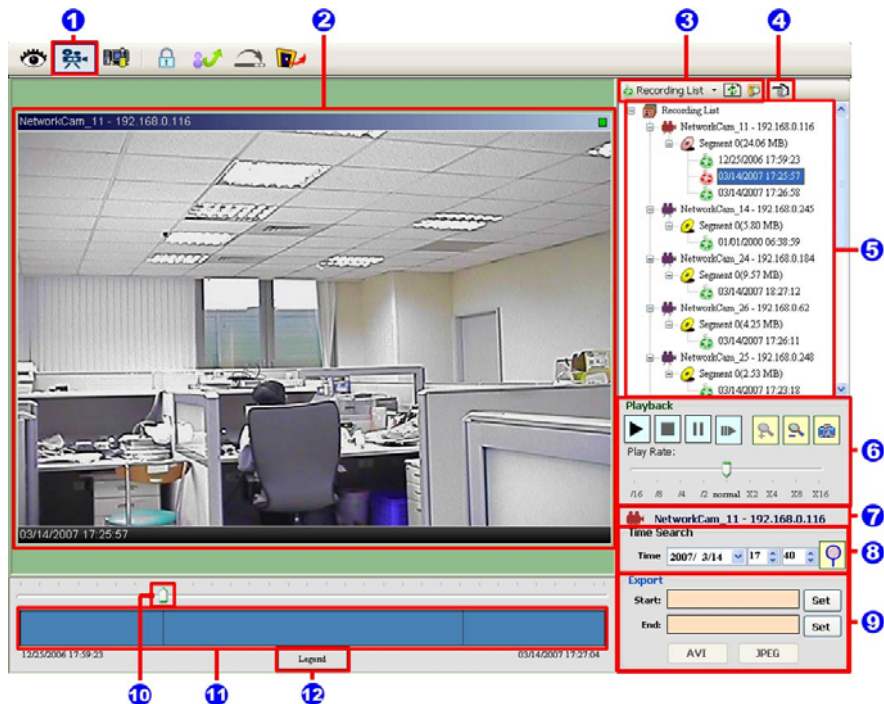 1
2
3
4
Recording List
NetworkCam_11 - 192.168.0.116
Recording List
NetworkCam_11 - 192.168.0.116
Segment 0(24.06 MB)
12/25/2006 17:59:23
03/14/2007 17:25:57
03/14/2007 17:26:58
NetworkCam_14 - 192.168.0.245
Segment 0(5.80 MB)
01/01/2000 06:38:59
5
NetworkCam_24 - 192.168.0.184
Segment 0(9.57 MB)
03/14/2007 18:27:12
NetworkCam_26 - 192.168.0.62
Segment 0(4.25 MB)
03/14/2007 17:26:11
NetworkCam_25 - 192.168.0.248
Segment 0(2.53 MB)
03/14/2007 17:23:18
Playback
6
Play Rate:
/16 /8 /4 /2 normal X2 X4 X8 X16
7
NetworkCam_11 - 192.168.0.116
03/14/2007 17:25:57
Time Search
Time 2007/ 3/14 17 40
8
Export
Start: Set
End: Set
9
AVI JPEG
10
12/25/2006 17:59:23
Legend
03/14/2007 17:27:04
11
12